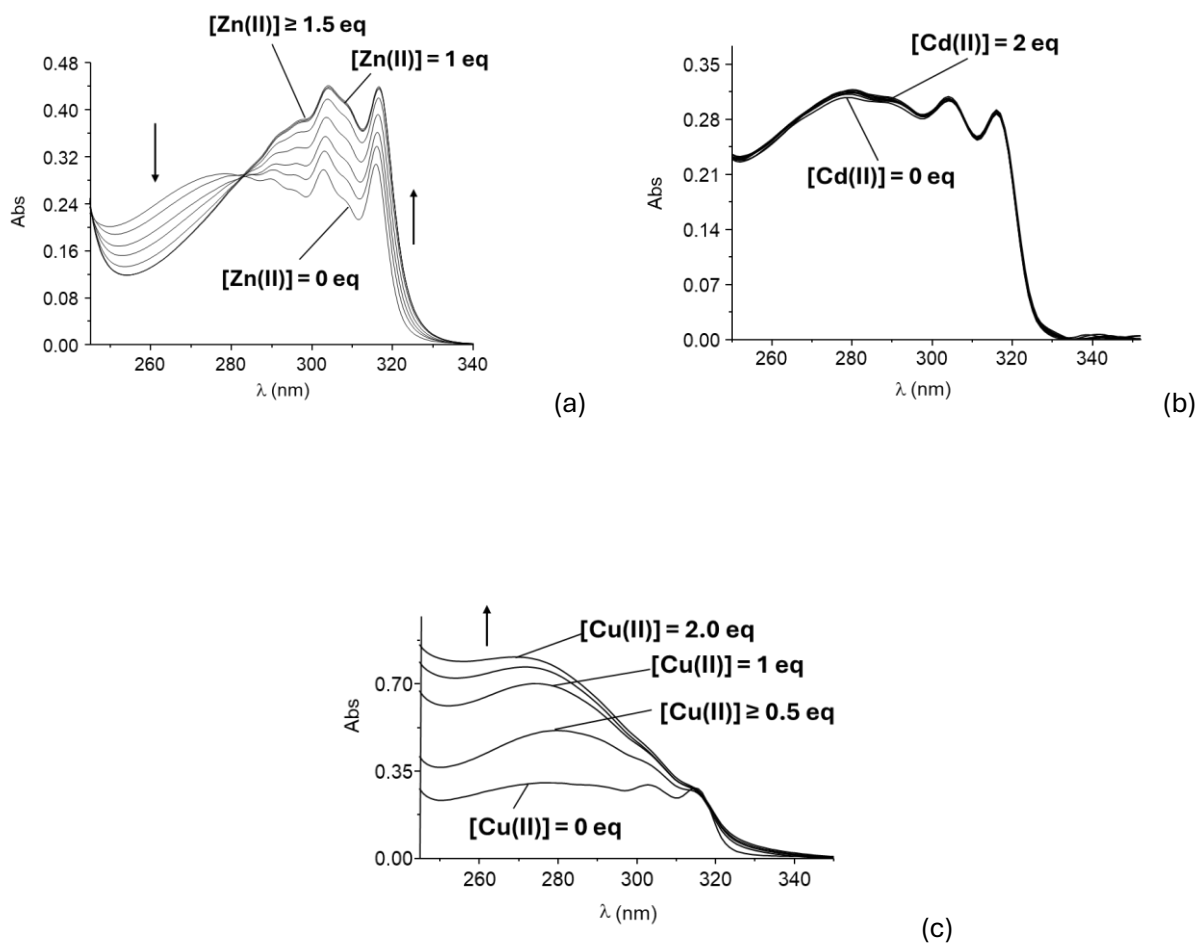 [Zn(II)] ≥ 1.5 eq
[Zn(II)] = 1 eq
0.48
0.40
0.32
0.24
0.16
0.08
0.00
Abs
[Zn(II)] = 0 eq
260
280
300
320
340
λ (nm)
(a)
[Cd(II)] = 2 eq
0.35
0.28
0.21
0.14
0.07
0.00
Abs
[Cd(II)] = 0 eq
260
280
300
320
340
λ (nm)
(b)
[Cu(II)] = 2.0 eq
[Cu(II)] = 1 eq
[Cu(II)] ≥ 0.5 eq
0.70
0.35
0.00
Abs
[Cu(II)] = 0 eq
260
280
300
320
340
λ (nm)
(c)